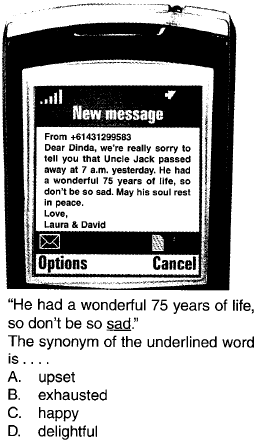 New message
From +61431299583
Dear Dinda, we're really sorry to
tell you that Uncle Jack passed
away at 7 a.m. yesterday. He had
a wonderful 75 years of life, so
don't be so sad. May his soul rest
in peace.
Love,
Laura & David
Options Cancel
“He had a wonderful 75 years of life,
so don't be so sad.”
The synonym of the underlined word
is . . . .
A. upset
B. exhausted
C. happy
D. delightful